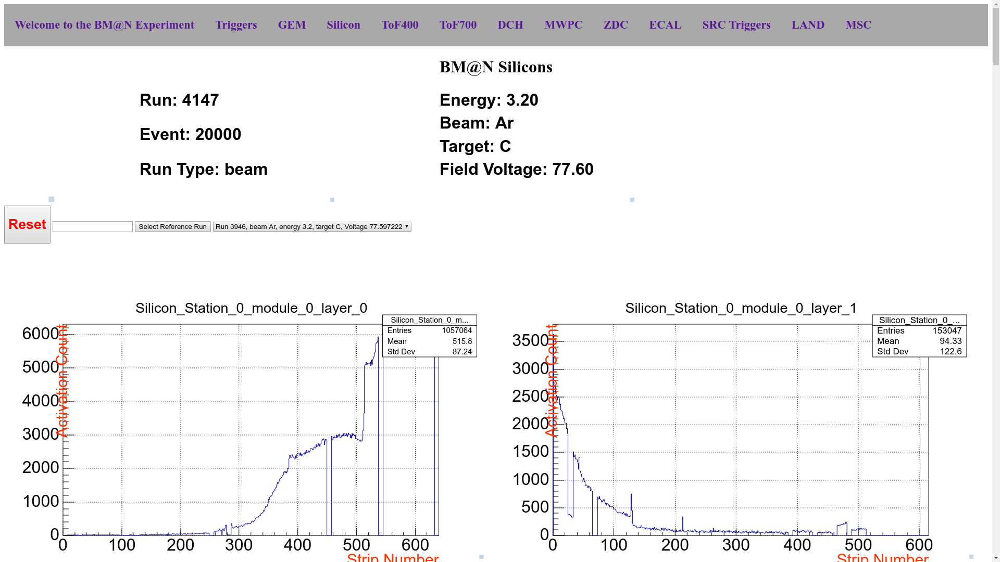 Welcome to the BM@N Experiment Triggers GEM Silicon ToF400 ToF700 DCH MWPC ZDC ECAL SRC Triggers LAND MSC
BM@N Silicons
Run: 4147
Event: 20000
Run Type: beam
Energy: 3.20
Beam: Ar
Target: C
Field Voltage: 77.60
Reset
Select Reference Run
Run 3946, beam Ar, energy 3.2, target C, Voltage 77.597222
Silicon_Station_0_module_0_layer_0
Silicon_Station_0_m...
Entries 1057064
Mean 515.8
Std Dev 87.24
Activation Count
6000
5000
4000
3000
2000
1000
0
0 100 200 300 400 500 600
Strip Number
Silicon_Station_0_module_0_layer_1
Silicon_Station_0_...
Entries 153047
Mean 94.33
Std Dev 122.6
Activation Count
3500
3000
2500
2000
1500
1000
500
0
0 100 200 300 400 500 600
Strip Number